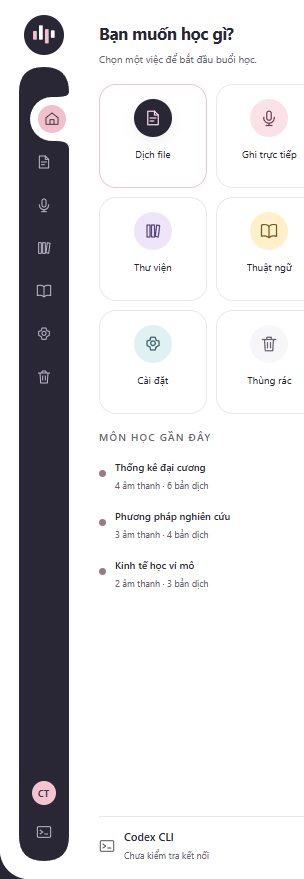 Bạn muốn học gì?
Chọn một việc để bắt đầu buổi học.
Dịch file
Ghi trực tiếp
Thư viện
Thuật ngữ
Cài đặt
Thùng rác
MÔN HỌC GẦN ĐÂY
Thống kê đại cương
4 âm thanh · 6 bản dịch
Phương pháp nghiên cứu
3 âm thanh · 4 bản dịch
Kinh tế học vi mô
2 âm thanh · 3 bản dịch
CT
Codex CLI
Chưa kiểm tra kết nối